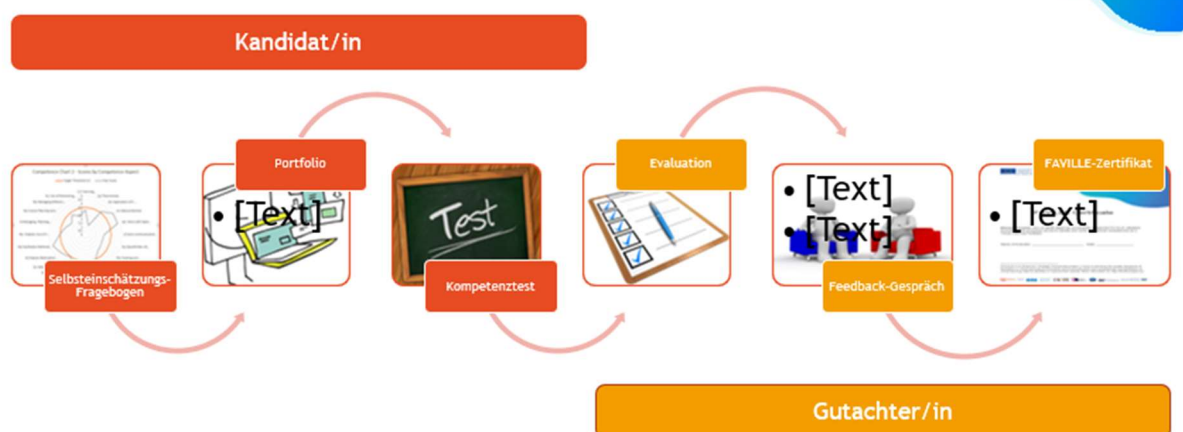 Kandidat/in
Portfolio
Evaluation
FAVILLE-Zertifikat
• [Text]
Test
• [Text]
• [Text]
• [Text]
Selbsteinschätzungs-
Fragebogen
Kompetenztest
Feedback-Gespräch
Gutachter/in